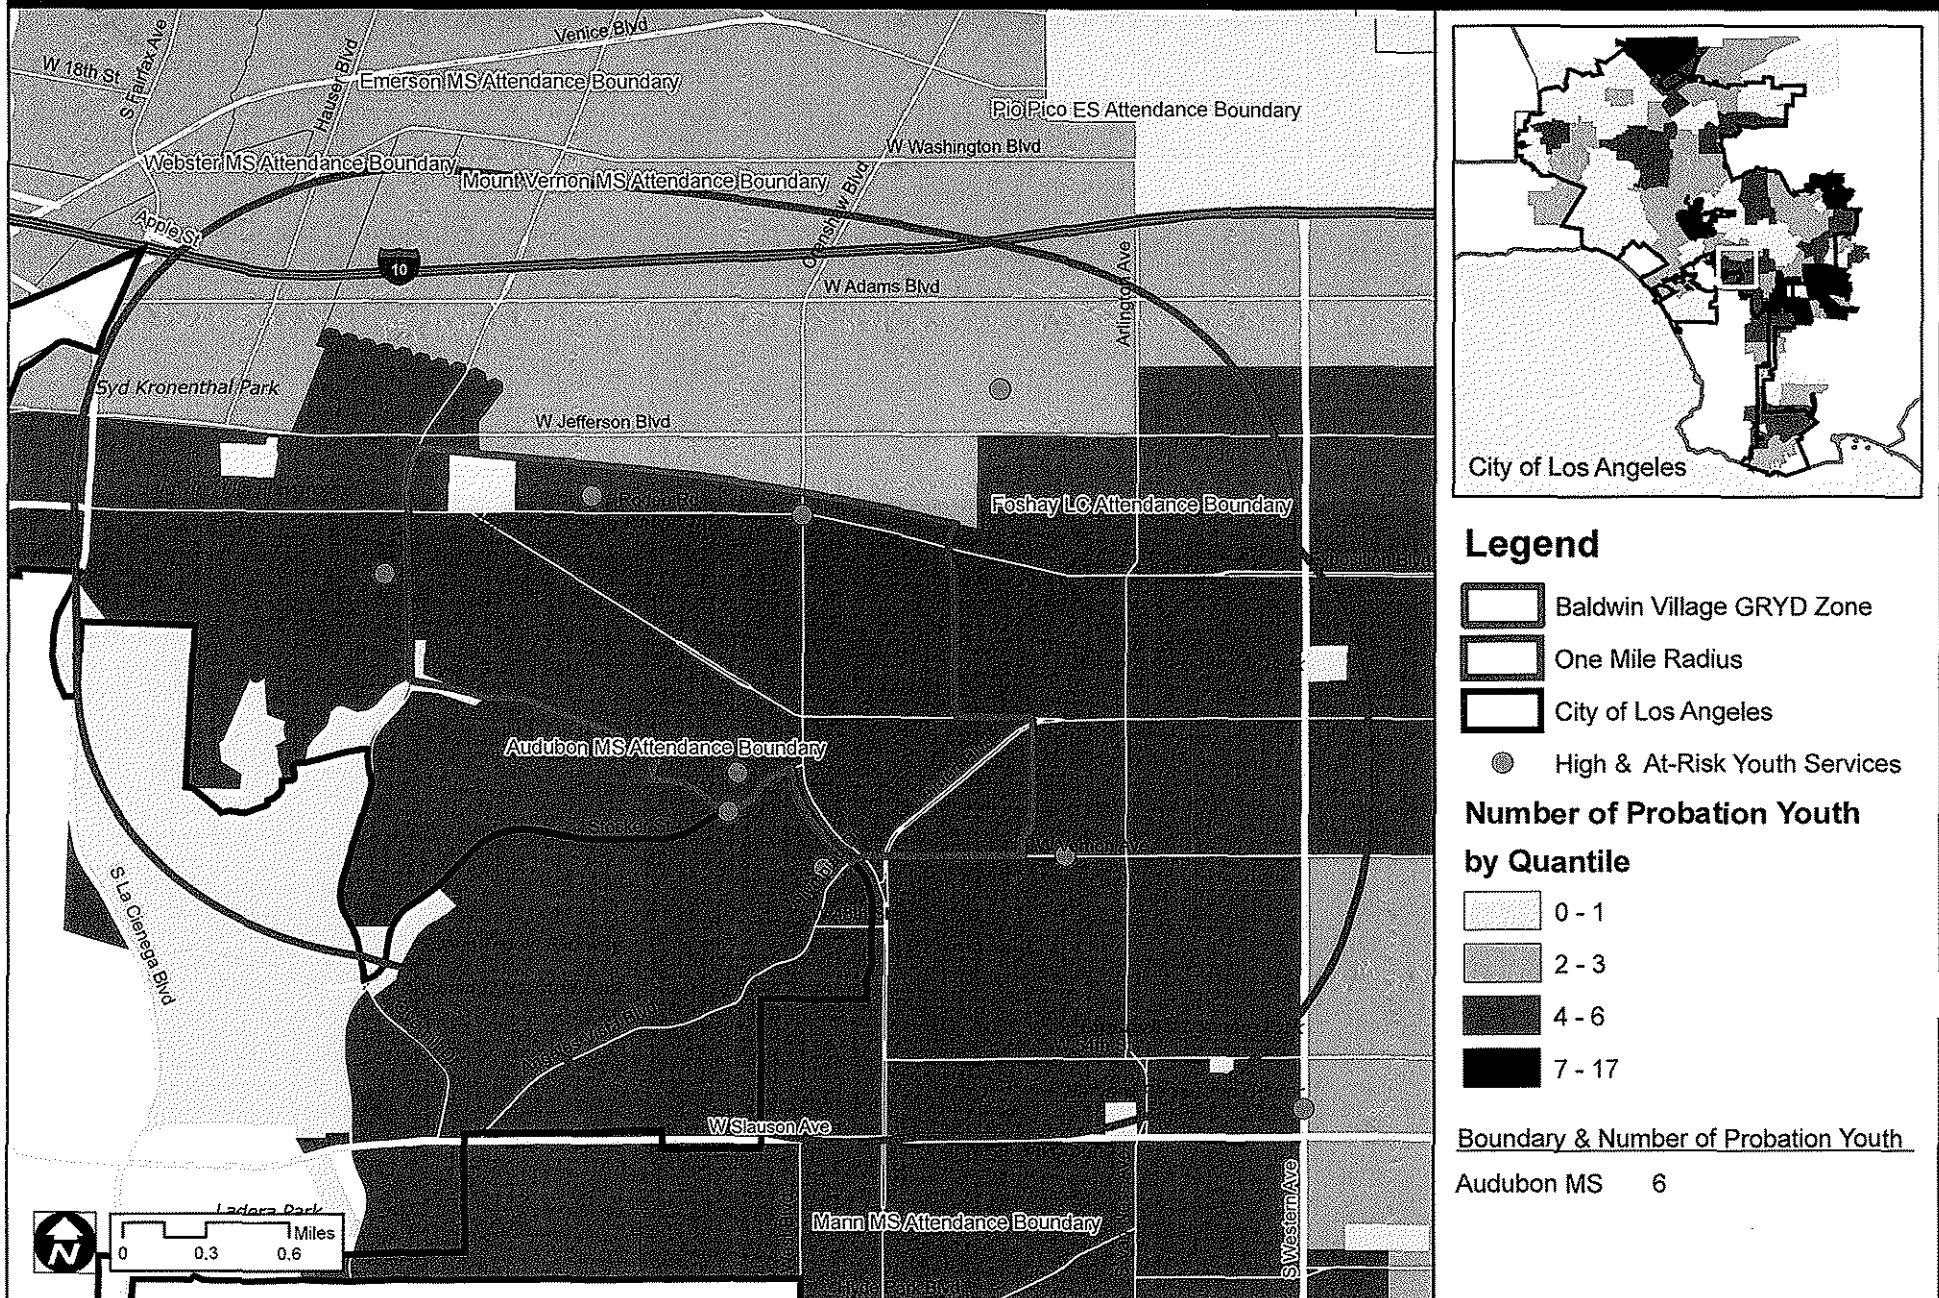 Venice Blvd
S Fairfax Ave
W 18th St
Hauser Blvd
Emerson MS Attendance Boundary
Pio Pico ES Attendance Boundary
W Washington Blvd
Webster MS Attendance Boundary
Mount Vernon MS Attendance Boundary
Crenshaw Blvd
Apple St
10
W Adams Blvd
Arlington Ave
Syd Kronenthal Park
W Jefferson Blvd
Foshay LC Attendance Boundary
Audubon MS Attendance Boundary
Stocker St
S La Cienega Blvd
W Slauson Ave
S Western Ave
Ladera Park
Mann MS Attendance Boundary
N
Miles
0 0.3 0.6
City of Los Angeles
Legend
Baldwin Village GRYD Zone
One Mile Radius
City of Los Angeles
High & At-Risk Youth Services
Number of Probation Youth
by Quantile
0 - 1
2 - 3
4 - 6
7 - 17
Boundary & Number of Probation Youth
Audubon MS 6